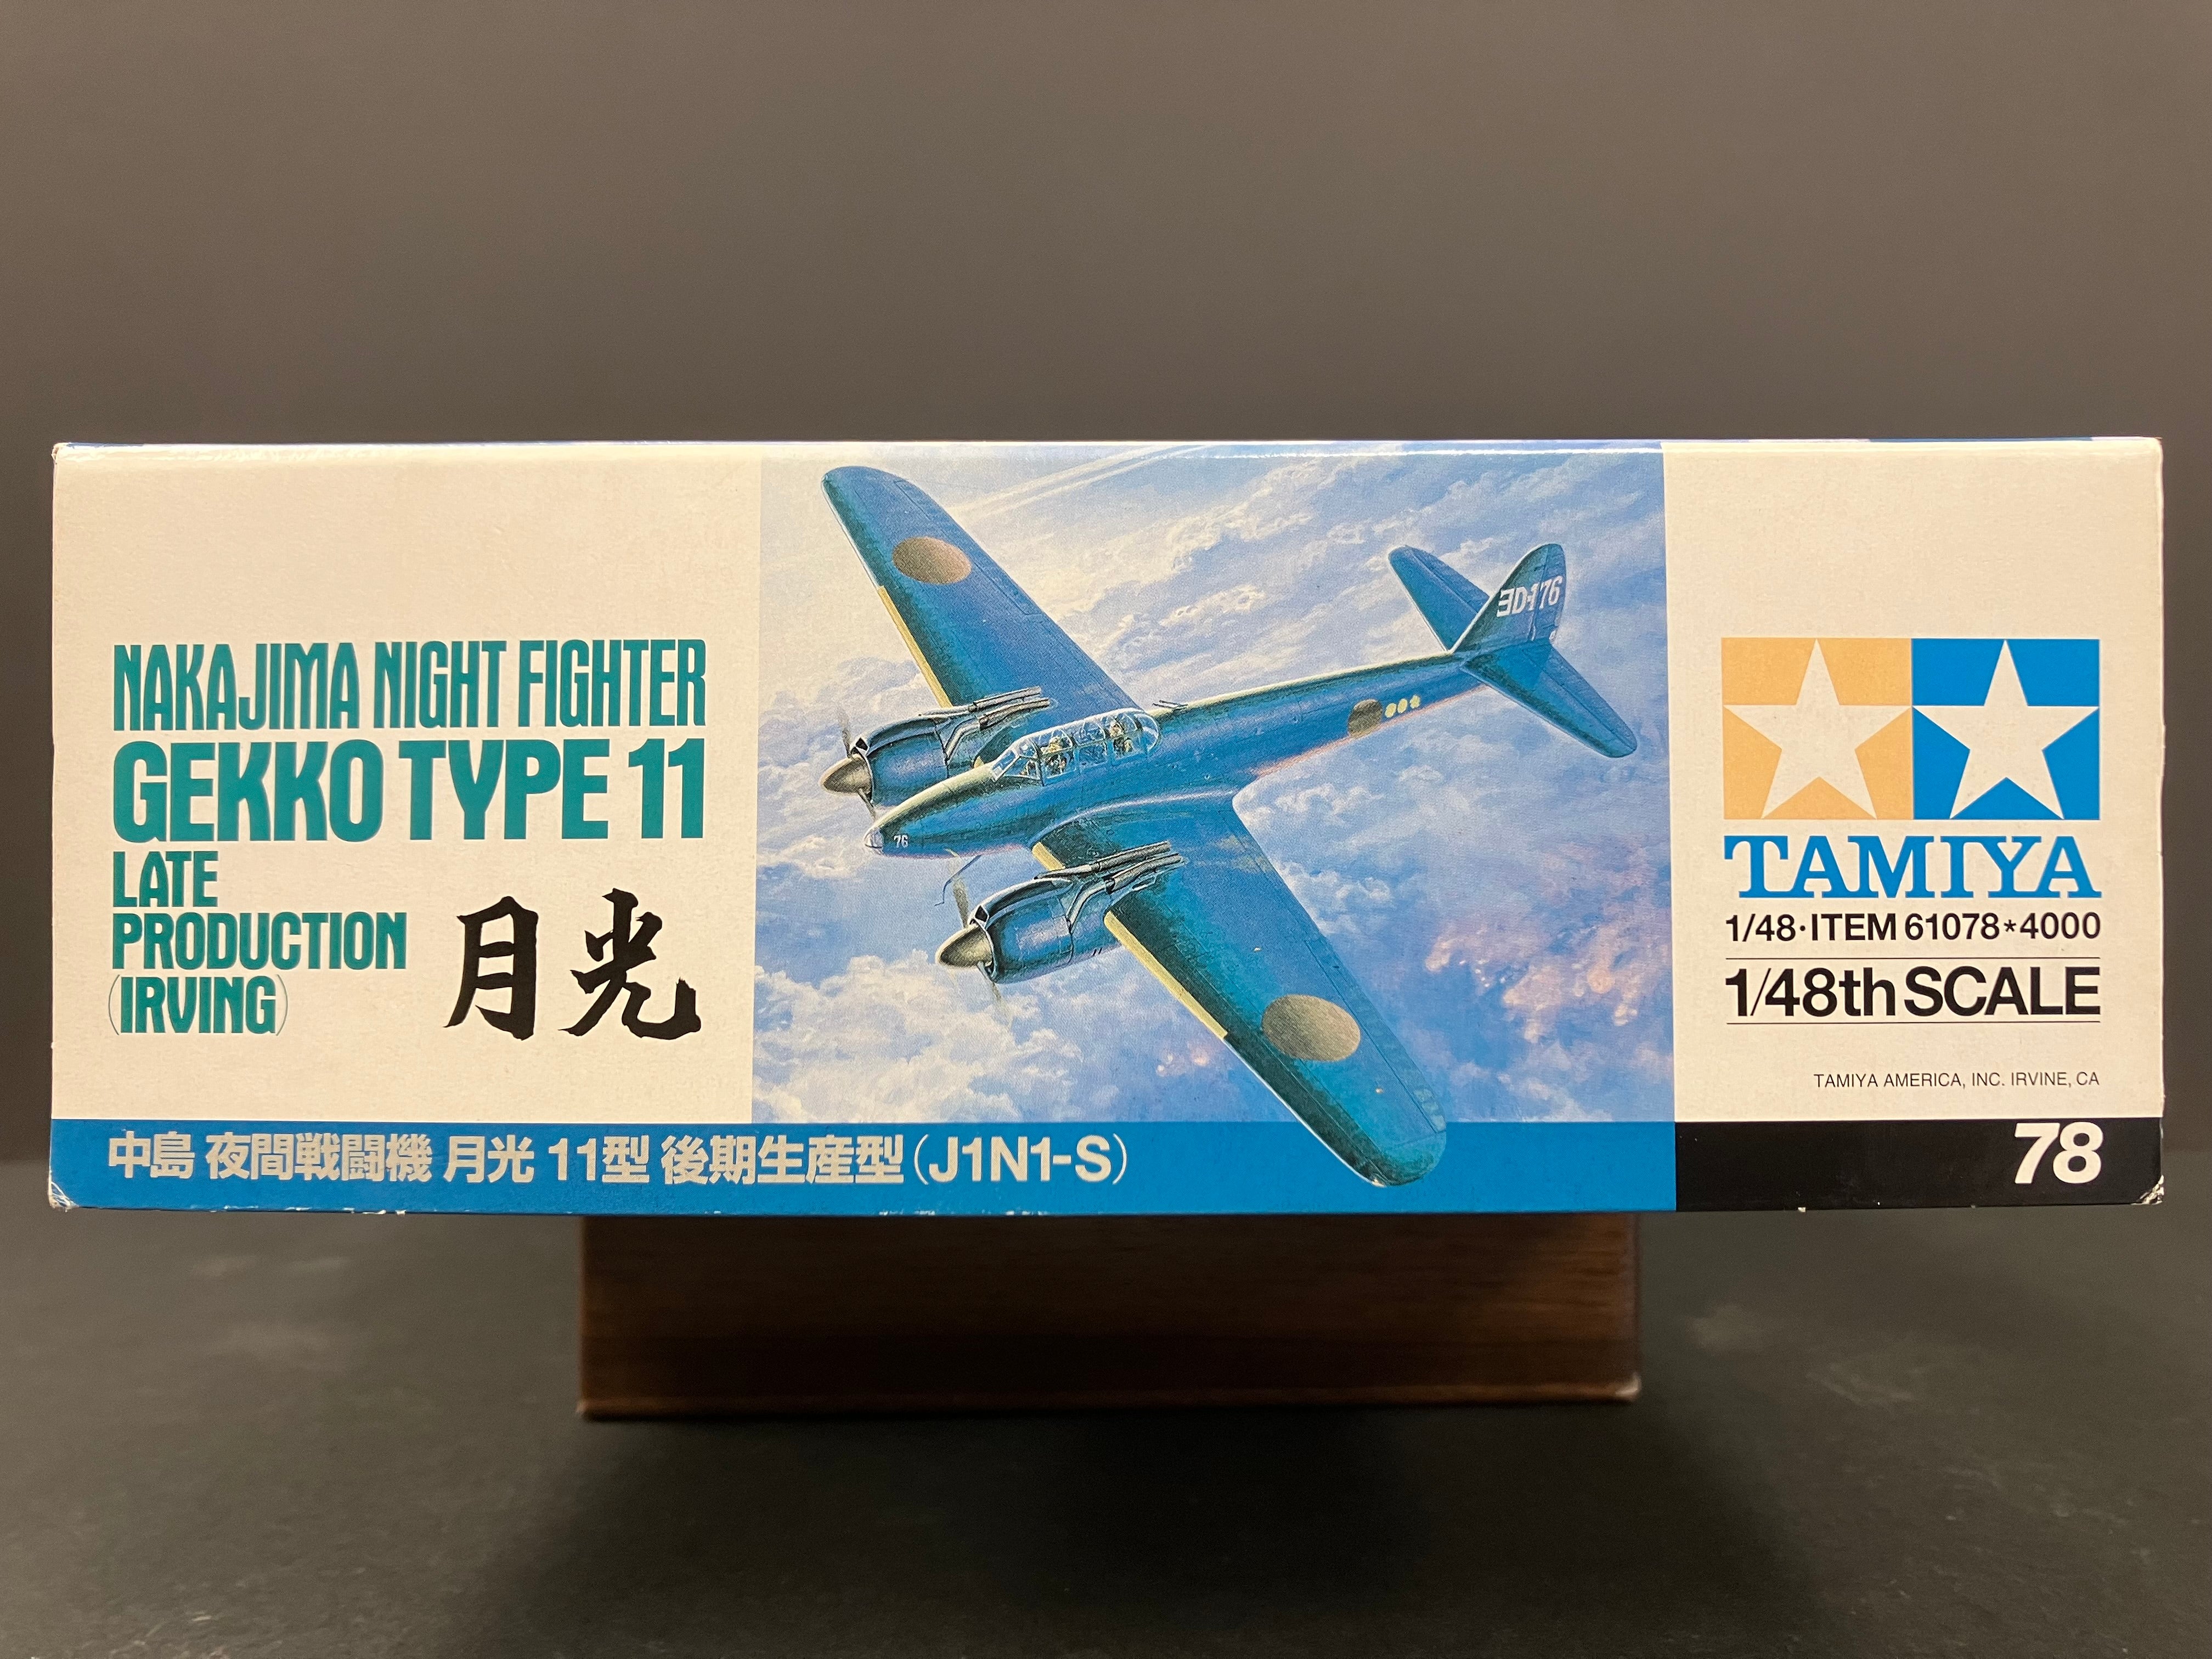 NAKAJIMA NIGHT FIGHTER
GEKKO TYPE 11
LATE
PRODUCTION
(IRVING)
月光
中島 夜間戦闘機 月光 11型 後期生産型(J1N1-S)
ヨD-176
76
TAMIYA
1/48·ITEM 61078*4000
1/48th SCALE
TAMIYA AMERICA, INC. IRVINE, CA
78